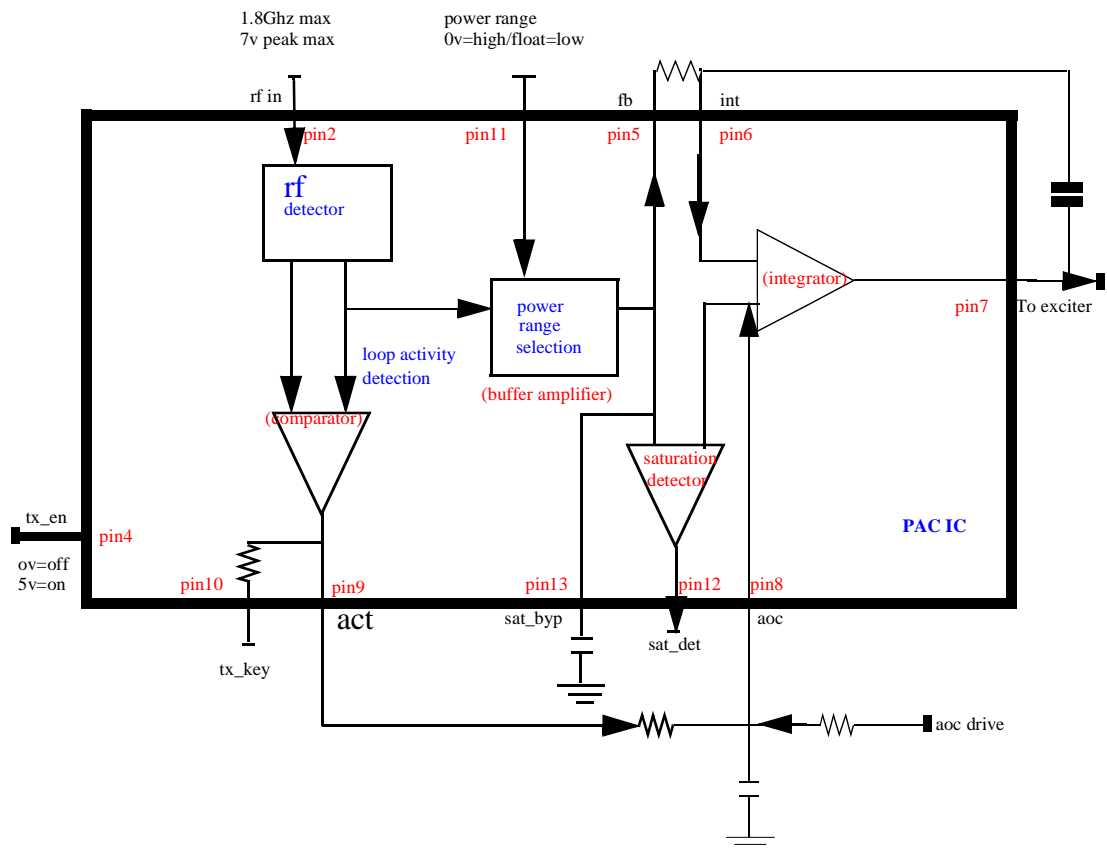 1.8Ghz max
7v peak max
power range
0v=high/float=low
rf in
fb
int
pin2
pin11
pin5
pin6
rf
detector
(integrator)
power
range
selection
pin7
To exciter
loop activity
detection
(buffer amplifier)
(comparator)
saturation
detector
tx_en
pin4
PAC IC
ov=off
5v=on
pin10
pin9
pin13
pin12
pin8
act
sat_byp
sat_det
aoc
tx_key
aoc drive